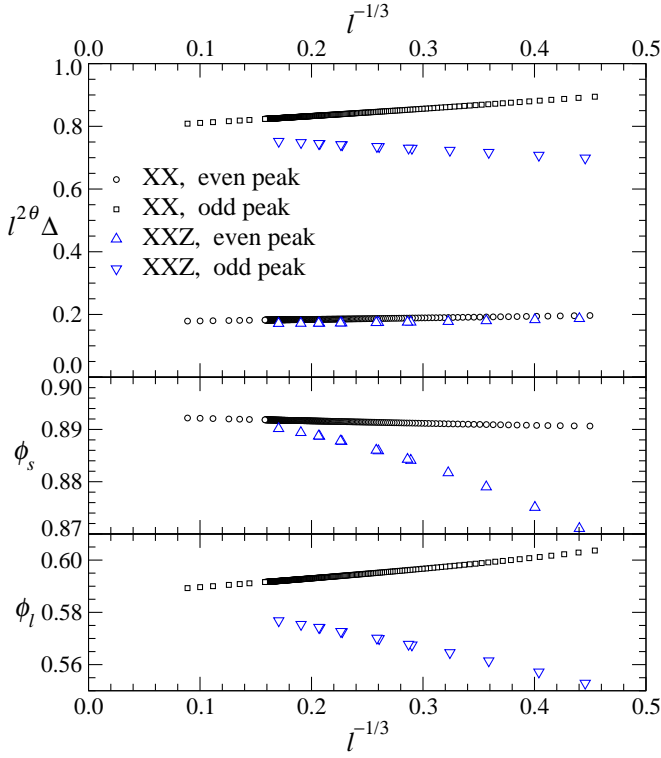 l^{-1/3}
0.0 0.1 0.2 0.3 0.4 0.5
1.0
0.8
XX, even peak
0.6
XX, odd peak
l^{2θ}Δ
XXZ, even peak
0.4
XXZ, odd peak
0.2
0.0
0.90
0.89
ϕ_s
0.88
0.87
0.60
ϕ_l
0.58
0.56
0.0 0.1 0.2 0.3 0.4 0.5
l^{-1/3}